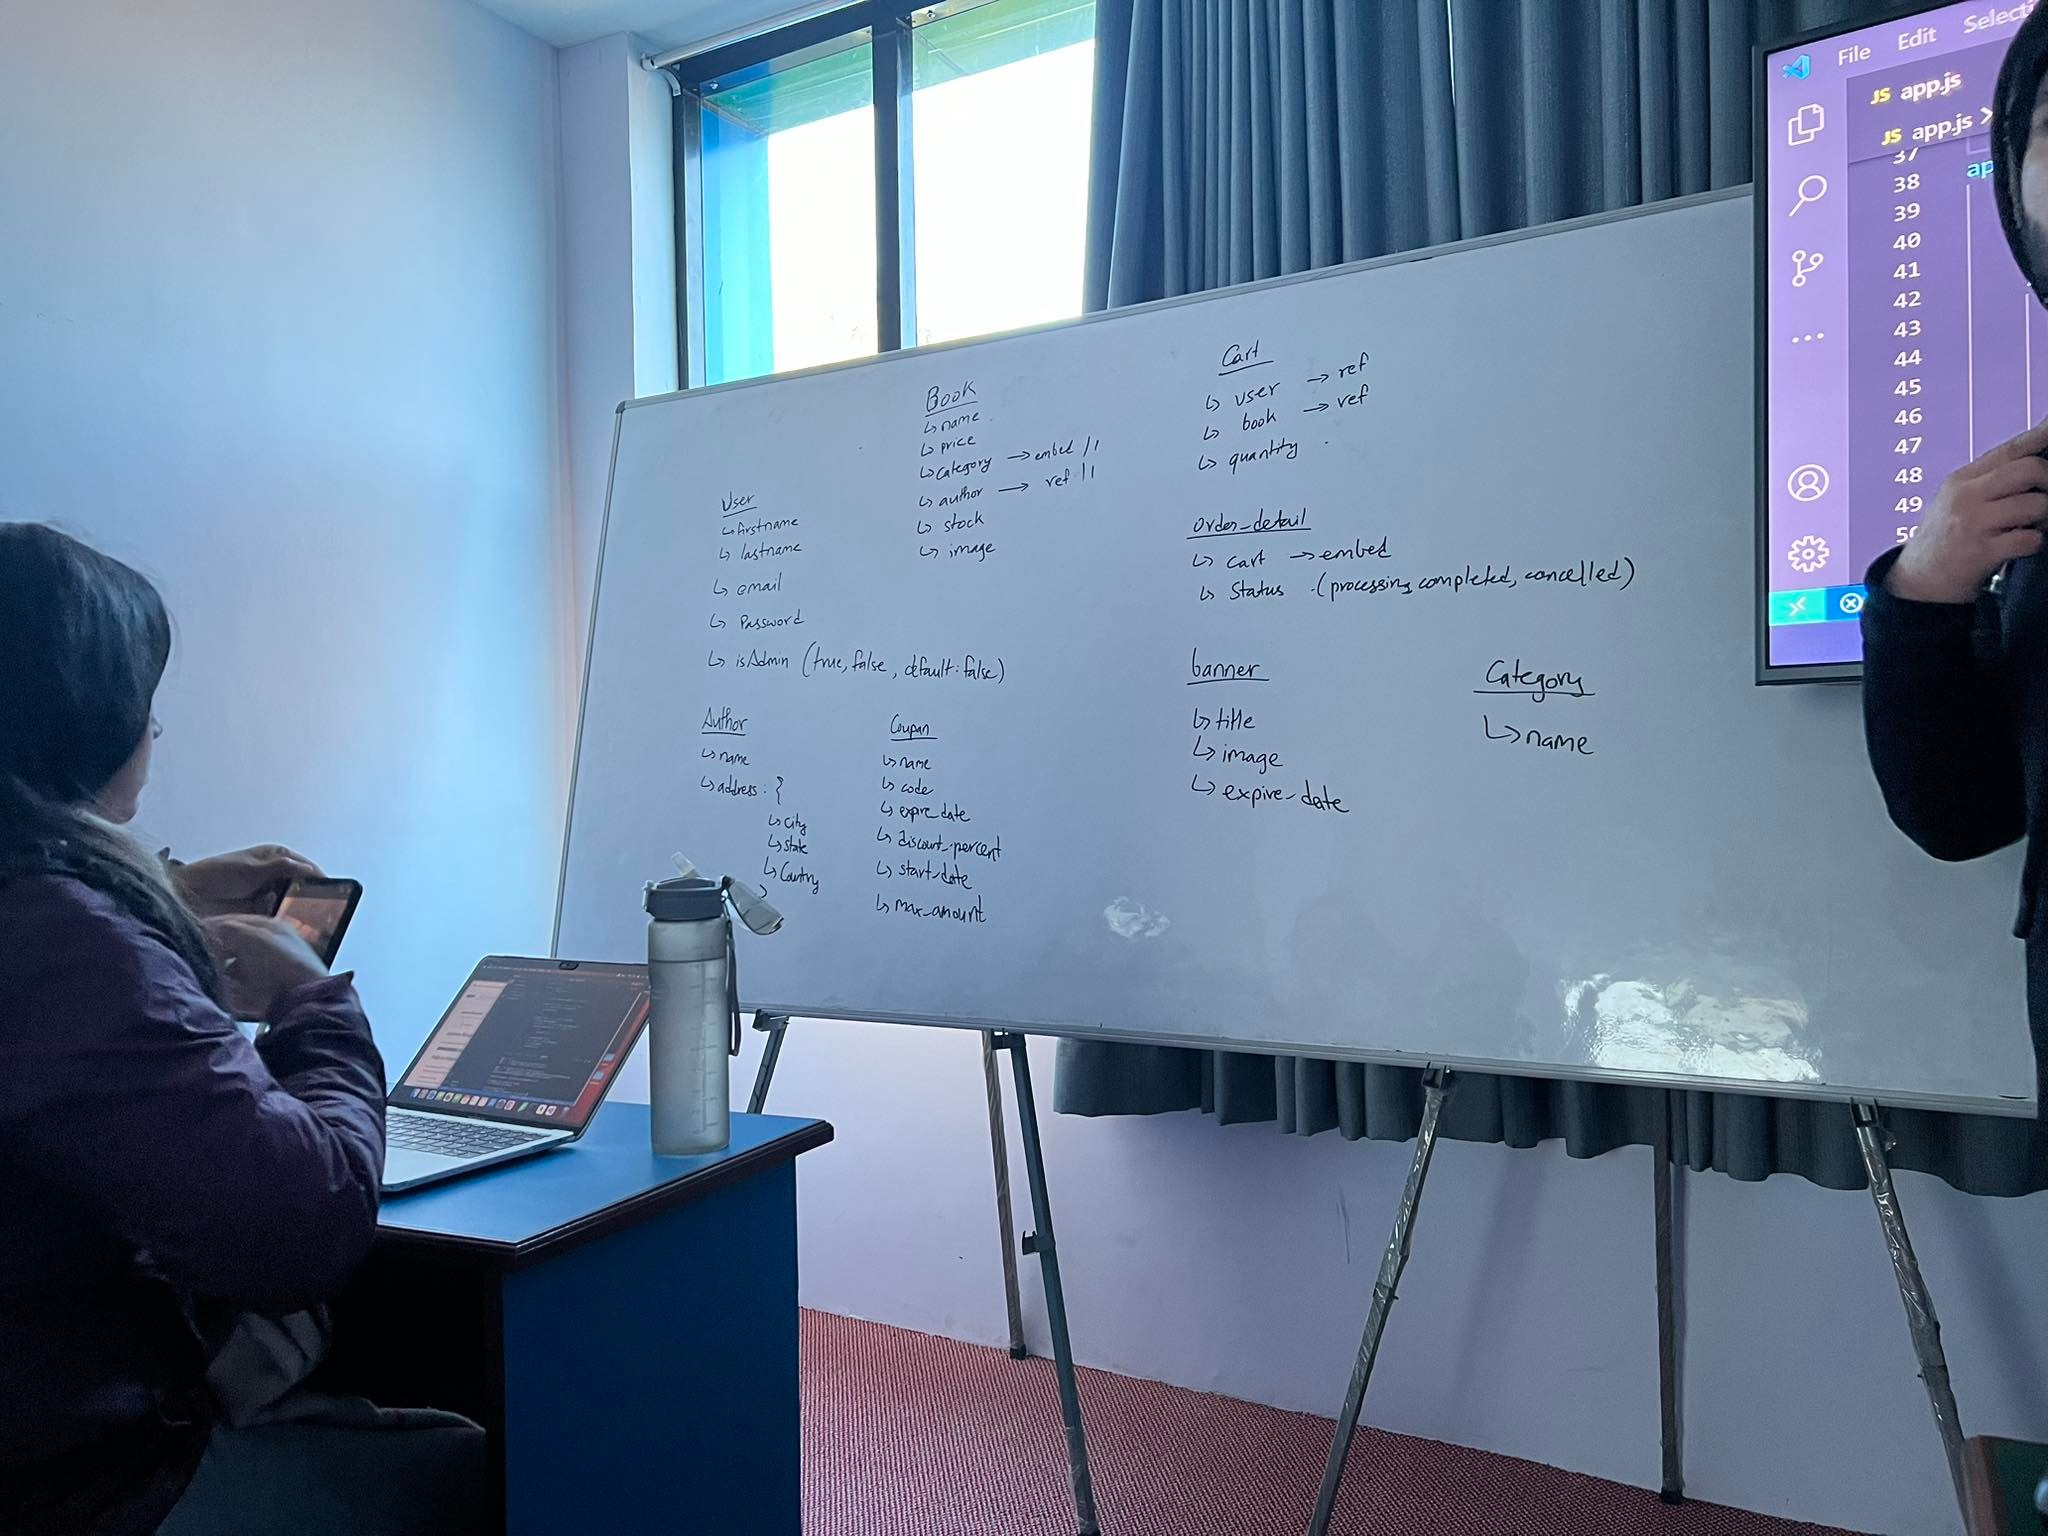 User
↳ firstname
↳ lastname
↳ email
↳ Password
↳ isAdmin (true, false, default: false)
Book
↳ name
↳ price
↳ category → embed //
↳ author → ref //
↳ stock
↳ image
Cart
↳ user → ref
↳ book → ref
↳ quantity
Order_detail
↳ cart → embed
↳ Status (processing, completed, cancelled)
Author
↳ name
↳ address: {
↳ city
↳ state
↳ Country
}
Coupan
↳ name
↳ code
↳ expire_date
↳ discount_percent
↳ start_date
↳ max_amount
banner
↳ title
↳ image
↳ expire_date
Category
↳ name
File Edit Selecti
JS app.js
JS app.js >
37
38 ap
39
40
41
42
43
44
45
46
47
48
49
50